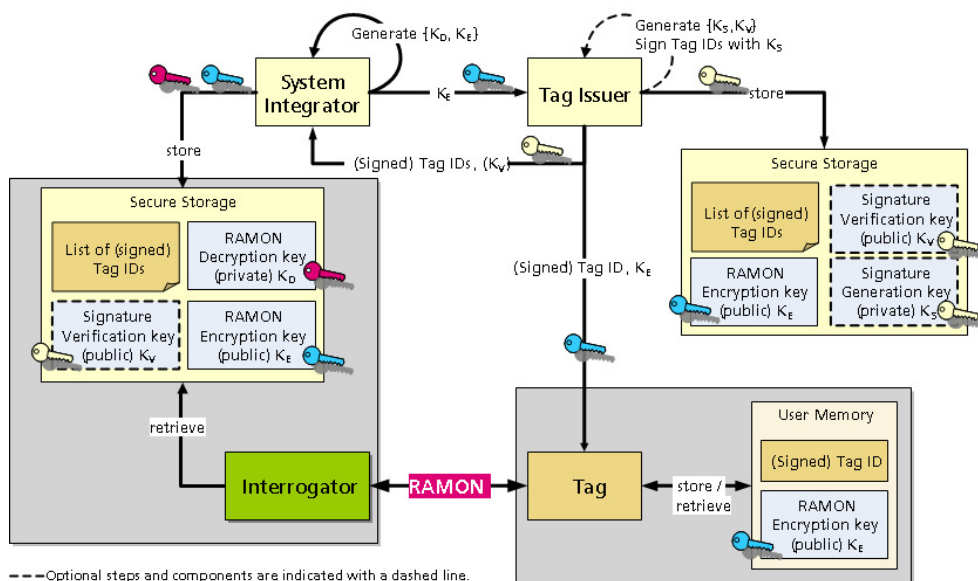 Generate {K_D, K_E}
Generate {K_S,K_V}
Sign Tag IDs with K_S
System
Integrator
K_E
Tag Issuer
store
store
(Signed) Tag IDs, (K_V)
Secure Storage
List of (signed)
Tag IDs
RAMON
Decryption key
(private) K_D
Signature
Verification key
(public) K_V
RAMON
Encryption key
(public) K_E
Secure Storage
List of (signed)
Tag IDs
Signature
Verification key
(public) K_V
RAMON
Encryption key
(public) K_E
Signature
Generation key
(private) K_S
(Signed) Tag ID, K_E
retrieve
Interrogator
RAMON
Tag
store /
retrieve
User Memory
(Signed) Tag ID
RAMON
Encryption key
(public) K_E
Optional steps and components are indicated with a dashed line.